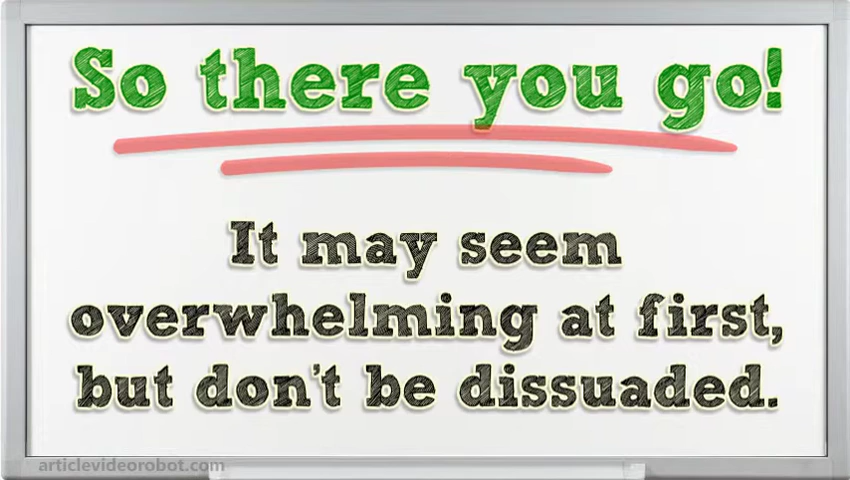 So there you go!
It may seem
overwhelming at first,
but don't be dissuaded.
articlevideorobot.com